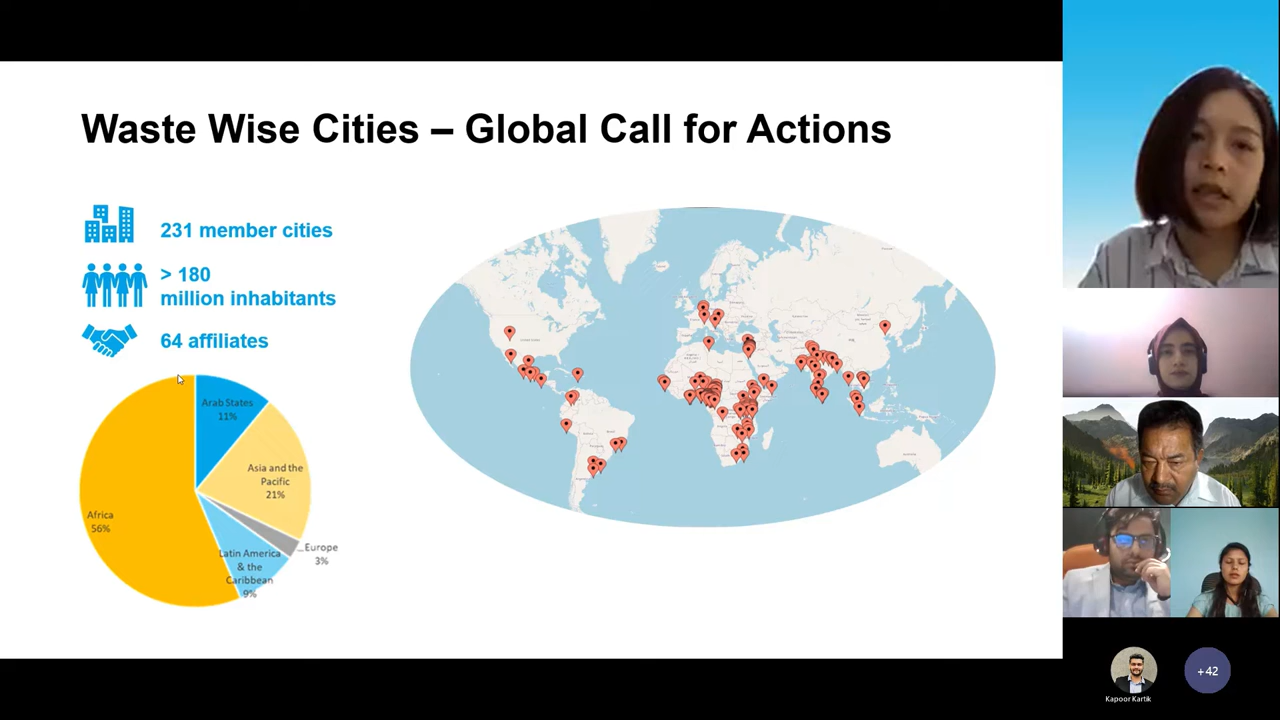 Waste Wise Cities – Global Call for Actions
231 member cities
> 180
million inhabitants
64 affiliates
Arab States
11%
Asia and the
Pacific
21%
Africa
56%
Europe
3%
Latin America
& the
Caribbean
9%
Kapoor Kartik
+42